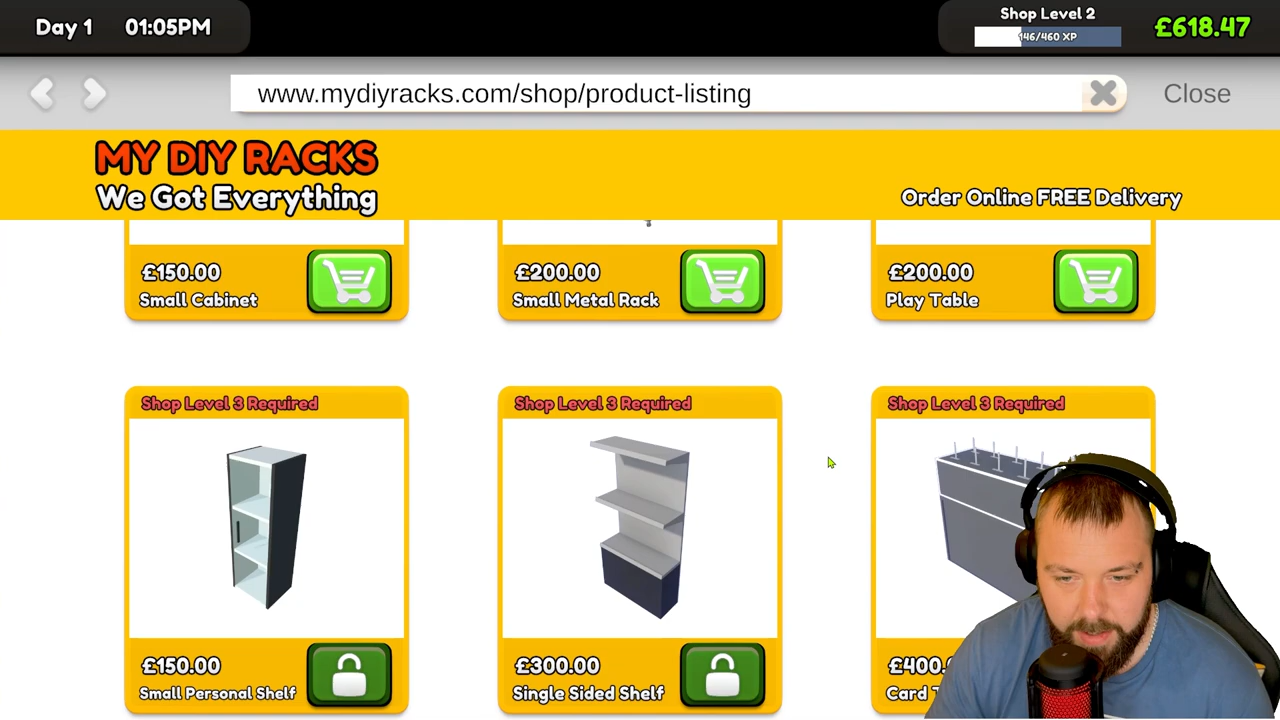 Day 1 01:05PM
Shop Level 2
146/460 XP
£618.47
www.mydiyracks.com/shop/product-listing
Close
MY DIY RACKS
We Got Everything
Order Online FREE Delivery
£150.00
Small Cabinet
£200.00
Small Metal Rack
£200.00
Play Table
Shop Level 3 Required
Shop Level 3 Required
Shop Level 3 Required
£150.00
Small Personal Shelf
£300.00
Single Sided Shelf
£400.
Card